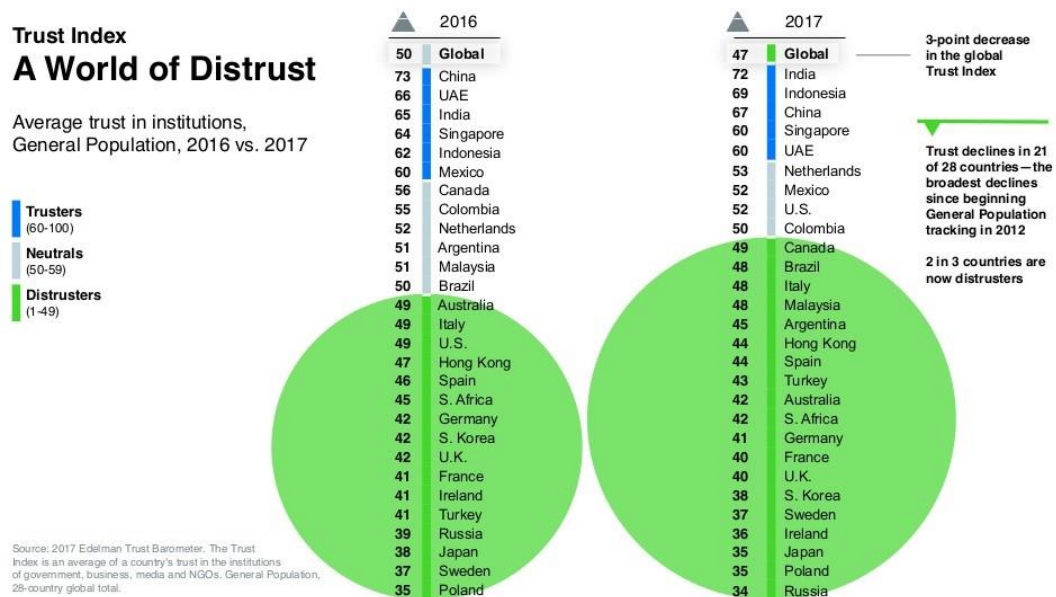 Trust Index
A World of Distrust
Average trust in institutions,
General Population, 2016 vs. 2017
Trusters
(60-100)
Neutrals
(50-59)
Distrusters
(1-49)
Source: 2017 Edelman Trust Barometer. The Trust
Index is an average of a country's trust in the institutions
of government, business, media and NGOs. General Population,
28-country global total.
2016
50 Global
73 China
66 UAE
65 India
64 Singapore
62 Indonesia
60 Mexico
56 Canada
55 Colombia
52 Netherlands
51 Argentina
51 Malaysia
50 Brazil
49 Australia
49 Italy
49 U.S.
47 Hong Kong
46 Spain
45 S. Africa
42 Germany
42 S. Korea
42 U.K.
41 France
41 Ireland
41 Turkey
39 Russia
38 Japan
37 Sweden
35 Poland
2017
47 Global
72 India
69 Indonesia
67 China
60 Singapore
60 UAE
53 Netherlands
52 Mexico
52 U.S.
50 Colombia
49 Canada
48 Brazil
48 Italy
48 Malaysia
45 Argentina
44 Hong Kong
44 Spain
43 Turkey
42 Australia
42 S. Africa
41 Germany
40 France
40 U.K.
38 S. Korea
37 Sweden
36 Ireland
35 Japan
35 Poland
34 Russia
3-point decrease
in the global
Trust Index
Trust declines in 21
of 28 countries—the
broadest declines
since beginning
General Population
tracking in 2012
2 in 3 countries are
now distrusters